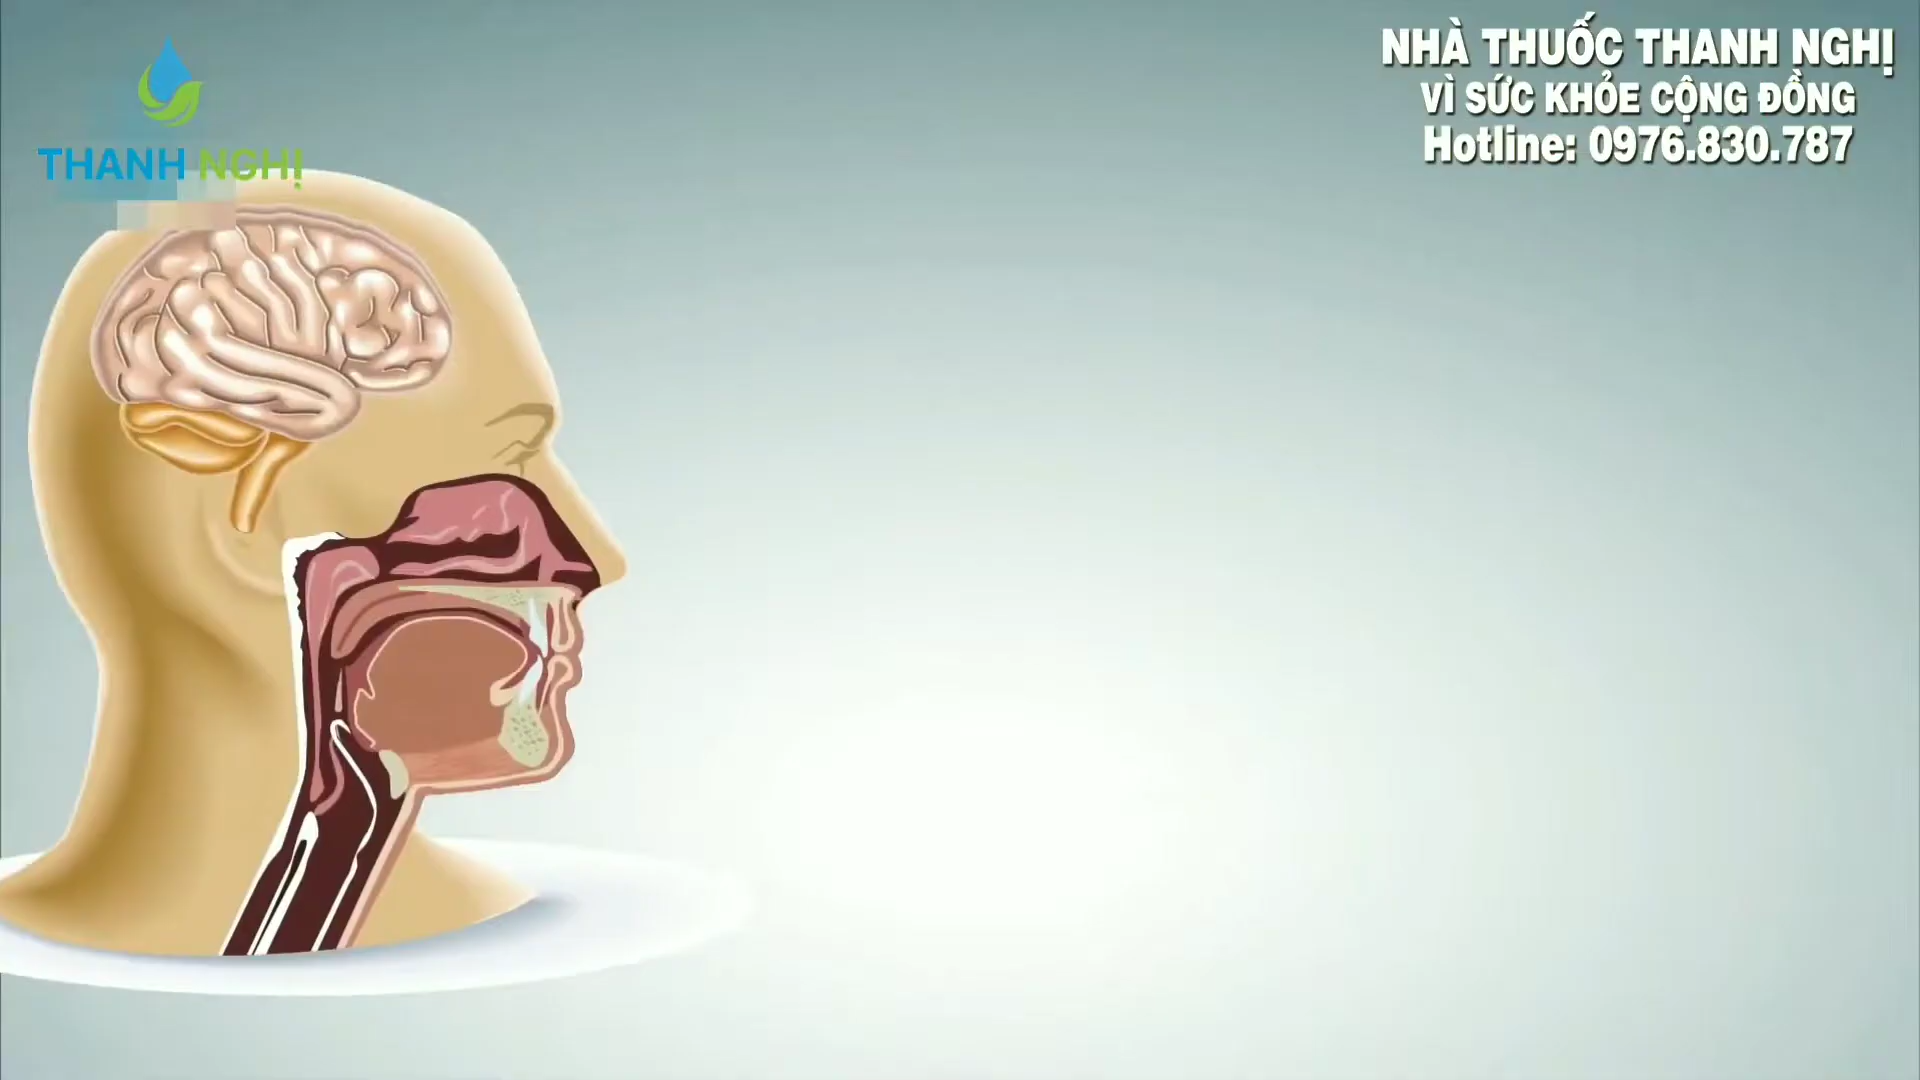 THANH NGHỊ
NHÀ THUỐC THANH NGHỊ
VÌ SỨC KHỎE CỘNG ĐỒNG
Hotline: 0976.830.787